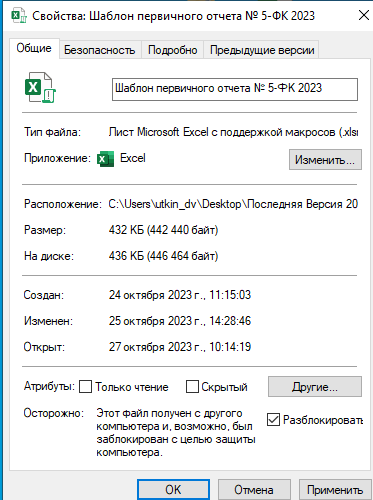 Свойства: Шаблон первичного отчета № 5-ФК 2023
Общие Безопасность Подробно Предыдущие версии
Шаблон первичного отчета № 5-ФК 2023
Тип файла: Лист Microsoft Excel с поддержкой макросов (.xlsm
Приложение: Excel Изменить...
Расположение: C:\Users\utkin_dv\Desktop\Последняя Версия 20
Размер: 432 КБ (442 440 байт)
На диске: 436 КБ (446 464 байт)
Создан: 24 октября 2023 г., 11:15:03
Изменен: 25 октября 2023 г., 14:28:46
Открыт: 27 октября 2023 г., 10:14:19
Атрибуты: Только чтение Скрытый Другие...
Осторожно: Этот файл получен с другого Разблокировать
компьютера и, возможно, был
заблокирован с целью защиты
компьютера.
OK Отмена Применить